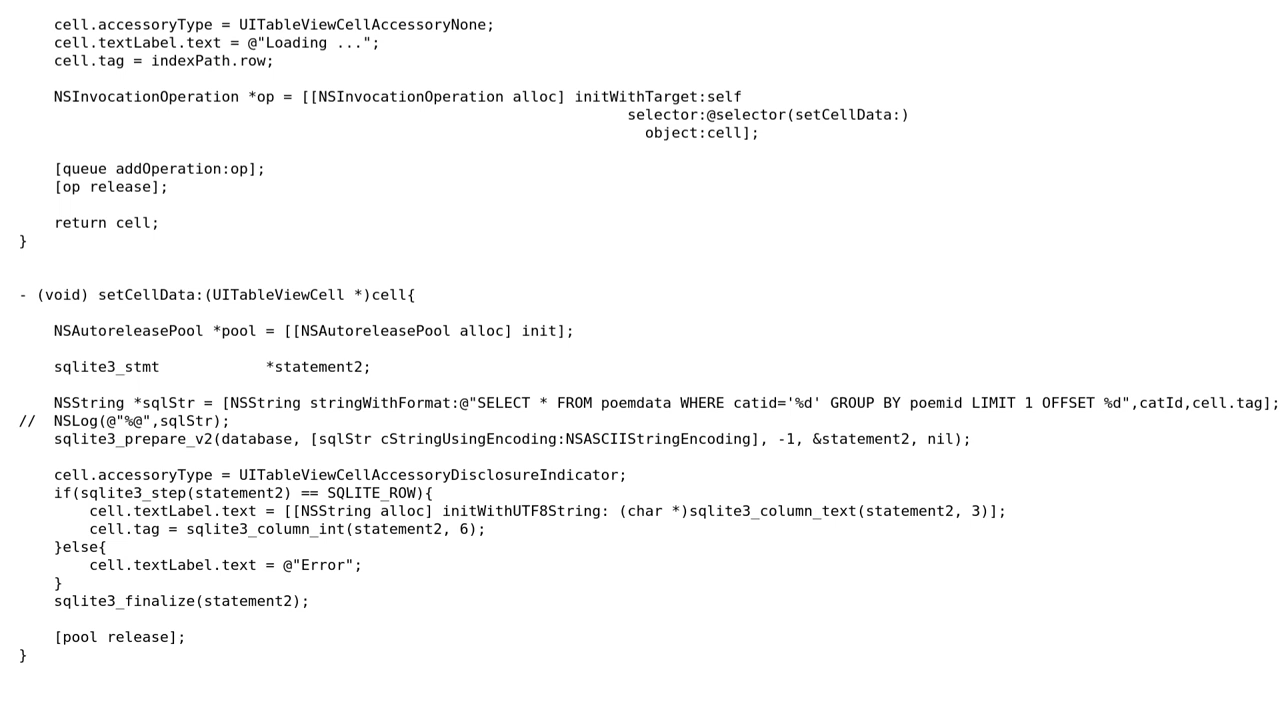 cell.accessoryType = UITableViewCellAccessoryNone;
    cell.textLabel.text = @"Loading ...";
    cell.tag = indexPath.row;

    NSInvocationOperation *op = [[NSInvocationOperation alloc] initWithTarget:self
                                                                     selector:@selector(setCellData:)
                                                                       object:cell];

    [queue addOperation:op];
    [op release];

    return cell;
}


- (void) setCellData:(UITableViewCell *)cell{

    NSAutoreleasePool *pool = [[NSAutoreleasePool alloc] init];

    sqlite3_stmt            *statement2;

    NSString *sqlStr = [NSString stringWithFormat:@"SELECT * FROM poemdata WHERE catid='%d' GROUP BY poemid LIMIT 1 OFFSET %d",catId,cell.tag];
//  NSLog(@"%@",sqlStr);
    sqlite3_prepare_v2(database, [sqlStr cStringUsingEncoding:NSASCIIStringEncoding], -1, &statement2, nil);

    cell.accessoryType = UITableViewCellAccessoryDisclosureIndicator;
    if(sqlite3_step(statement2) == SQLITE_ROW){
        cell.textLabel.text = [[NSString alloc] initWithUTF8String: (char *)sqlite3_column_text(statement2, 3)];
        cell.tag = sqlite3_column_int(statement2, 6);
    }else{
        cell.textLabel.text = @"Error";
    }
    sqlite3_finalize(statement2);

    [pool release];
}